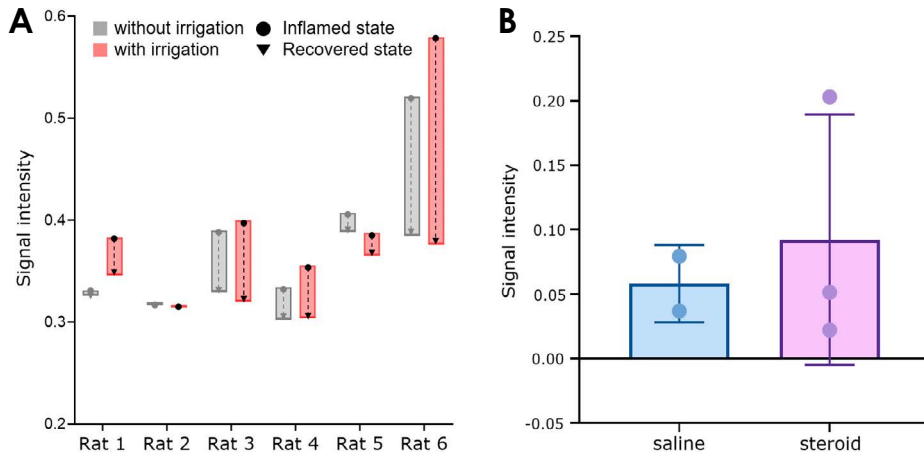 A
without irrigation
with irrigation
Inflamed state
Recovered state
Signal intensity
0.6
0.5
0.4
0.3
0.2
Rat 1 Rat 2 Rat 3 Rat 4 Rat 5 Rat 6
B
Signal intensity
0.25
0.20
0.15
0.10
0.05
0.00
-0.05
saline steroid